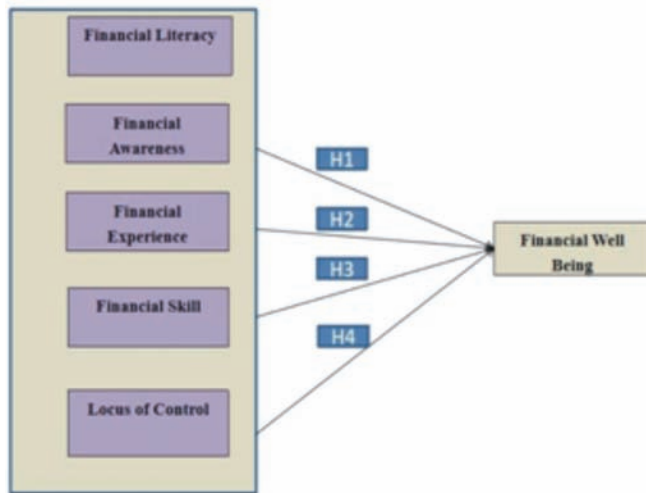 Financial Literacy
Financial
Awareness
H1
Financial
Experience
H2
Financial Well
Being
H3
Financial Skill
H4
Locus of Control